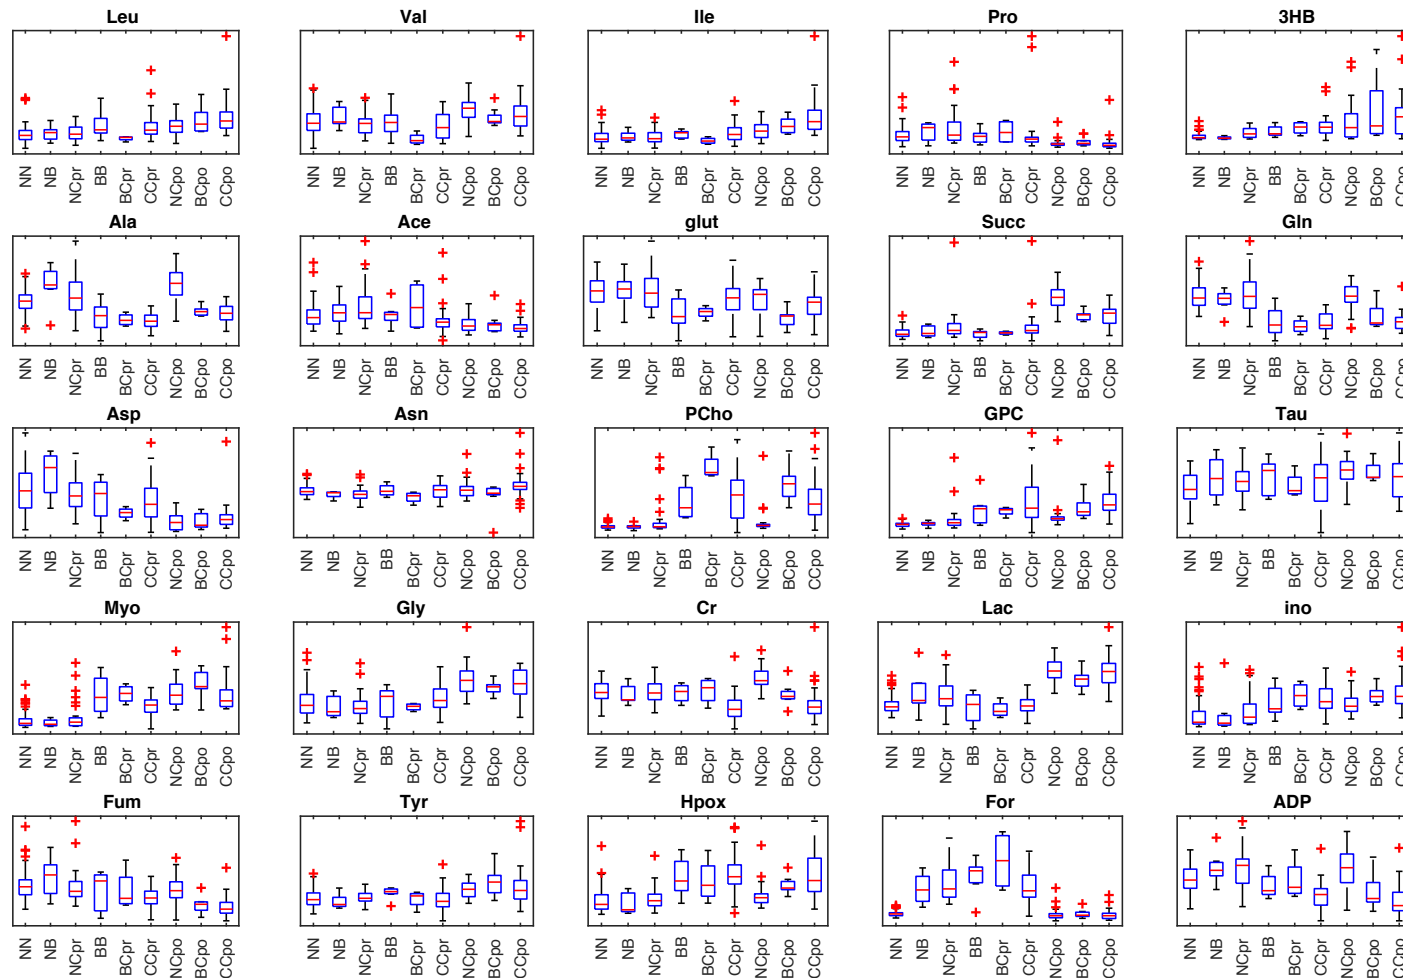 Leu Val Ile Pro 3HB
NN NB NCpr BB BCpr CCpr NCpo BCpo CCpo NN NB NCpr BB BCpr CCpr NCpo BCpo CCpo NN NB NCpr BB BCpr CCpr NCpo BCpo CCpo NN NB NCpr BB BCpr CCpr NCpo BCpo CCpo NN NB NCpr BB BCpr CCpr NCpo BCpo CCpo
Ala Ace glut Succ Gln
NN NB NCpr BB BCpr CCpr NCpo BCpo CCpo NN NB NCpr BB BCpr CCpr NCpo BCpo CCpo NN NB NCpr BB BCpr CCpr NCpo BCpo CCpo NN NB NCpr BB BCpr CCpr NCpo BCpo CCpo NN NB NCpr BB BCpr CCpr NCpo BCpo CCpo
Asp Asn PCho GPC Tau
NN NB NCpr BB BCpr CCpr NCpo BCpo CCpo NN NB NCpr BB BCpr CCpr NCpo BCpo CCpo NN NB NCpr BB BCpr CCpr NCpo BCpo CCpo NN NB NCpr BB BCpr CCpr NCpo BCpo CCpo NN NB NCpr BB BCpr CCpr NCpo BCpo CCpo
Myo Gly Cr Lac ino
NN NB NCpr BB BCpr CCpr NCpo BCpo CCpo NN NB NCpr BB BCpr CCpr NCpo BCpo CCpo NN NB NCpr BB BCpr CCpr NCpo BCpo CCpo NN NB NCpr BB BCpr CCpr NCpo BCpo CCpo NN NB NCpr BB BCpr CCpr NCpo BCpo CCpo
Fum Tyr Hpox For ADP
NN NB NCpr BB BCpr CCpr NCpo BCpo CCpo NN NB NCpr BB BCpr CCpr NCpo BCpo CCpo NN NB NCpr BB BCpr CCpr NCpo BCpo CCpo NN NB NCpr BB BCpr CCpr NCpo BCpo CCpo NN NB NCpr BB BCpr CCpr NCpo BCpo CCpo